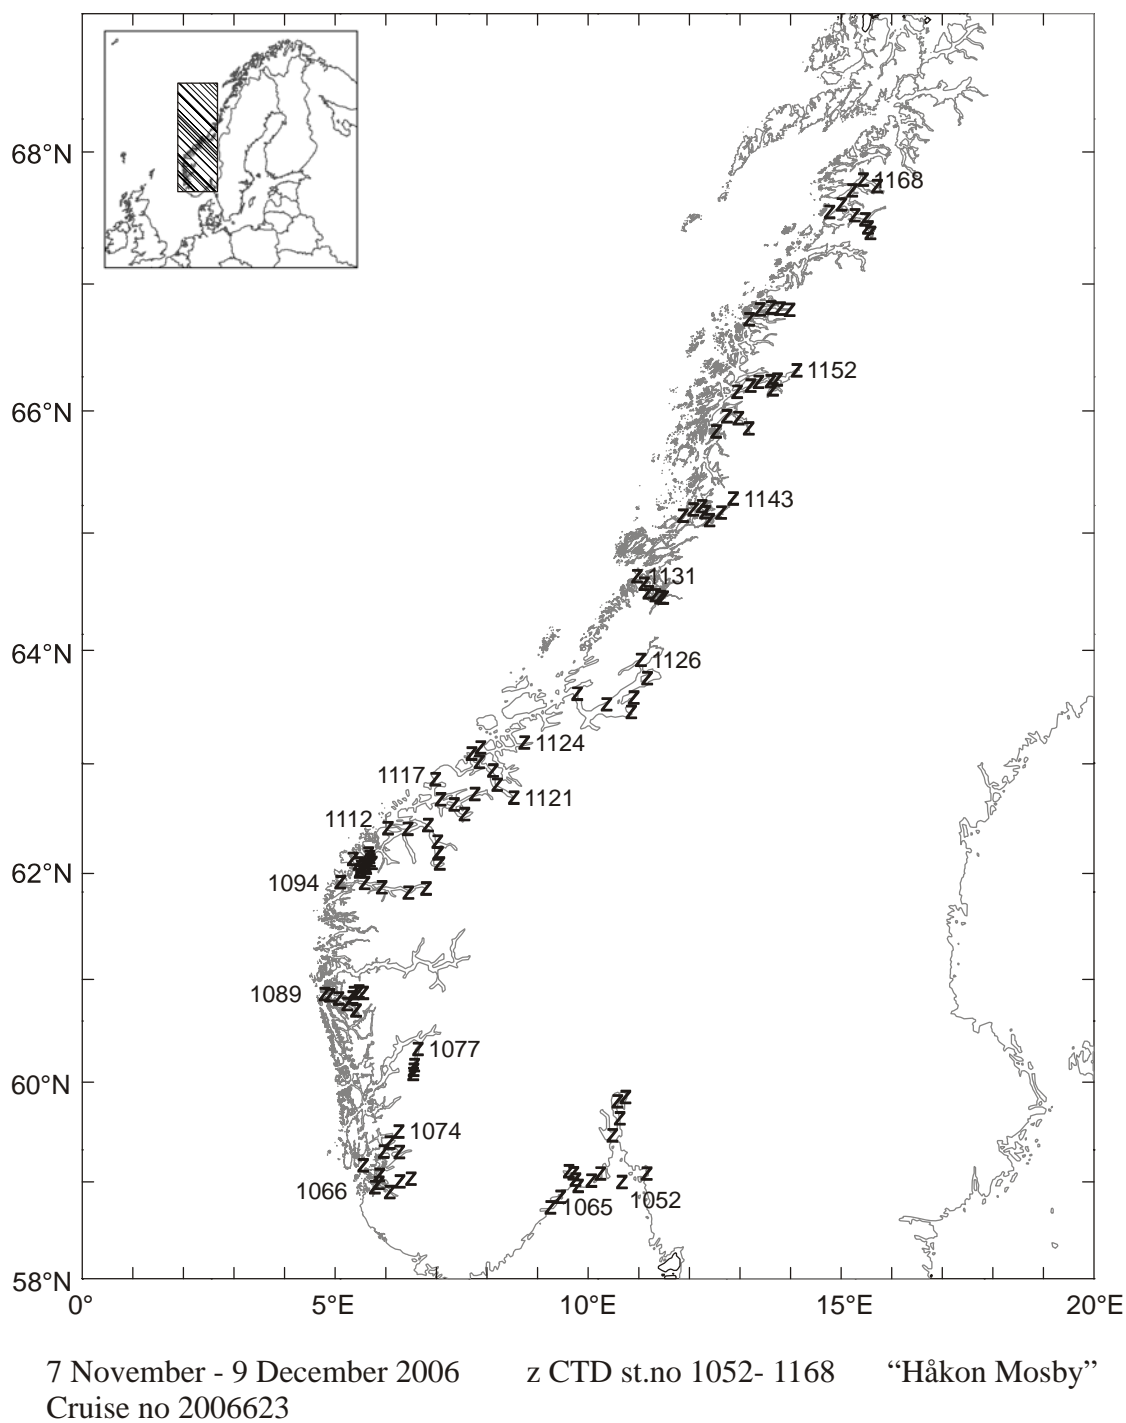 68°N
1168
1152
66°N
1143
1131
64°N
1126
1124
1117
1121
1112
62°N
1094
1089
1077
60°N
1074
1066
1052
1065
58°N
0° 5°E 10°E 15°E 20°E
7 November - 9 December 2006 z CTD st.no 1052- 1168 “Håkon Mosby”
Cruise no 2006623